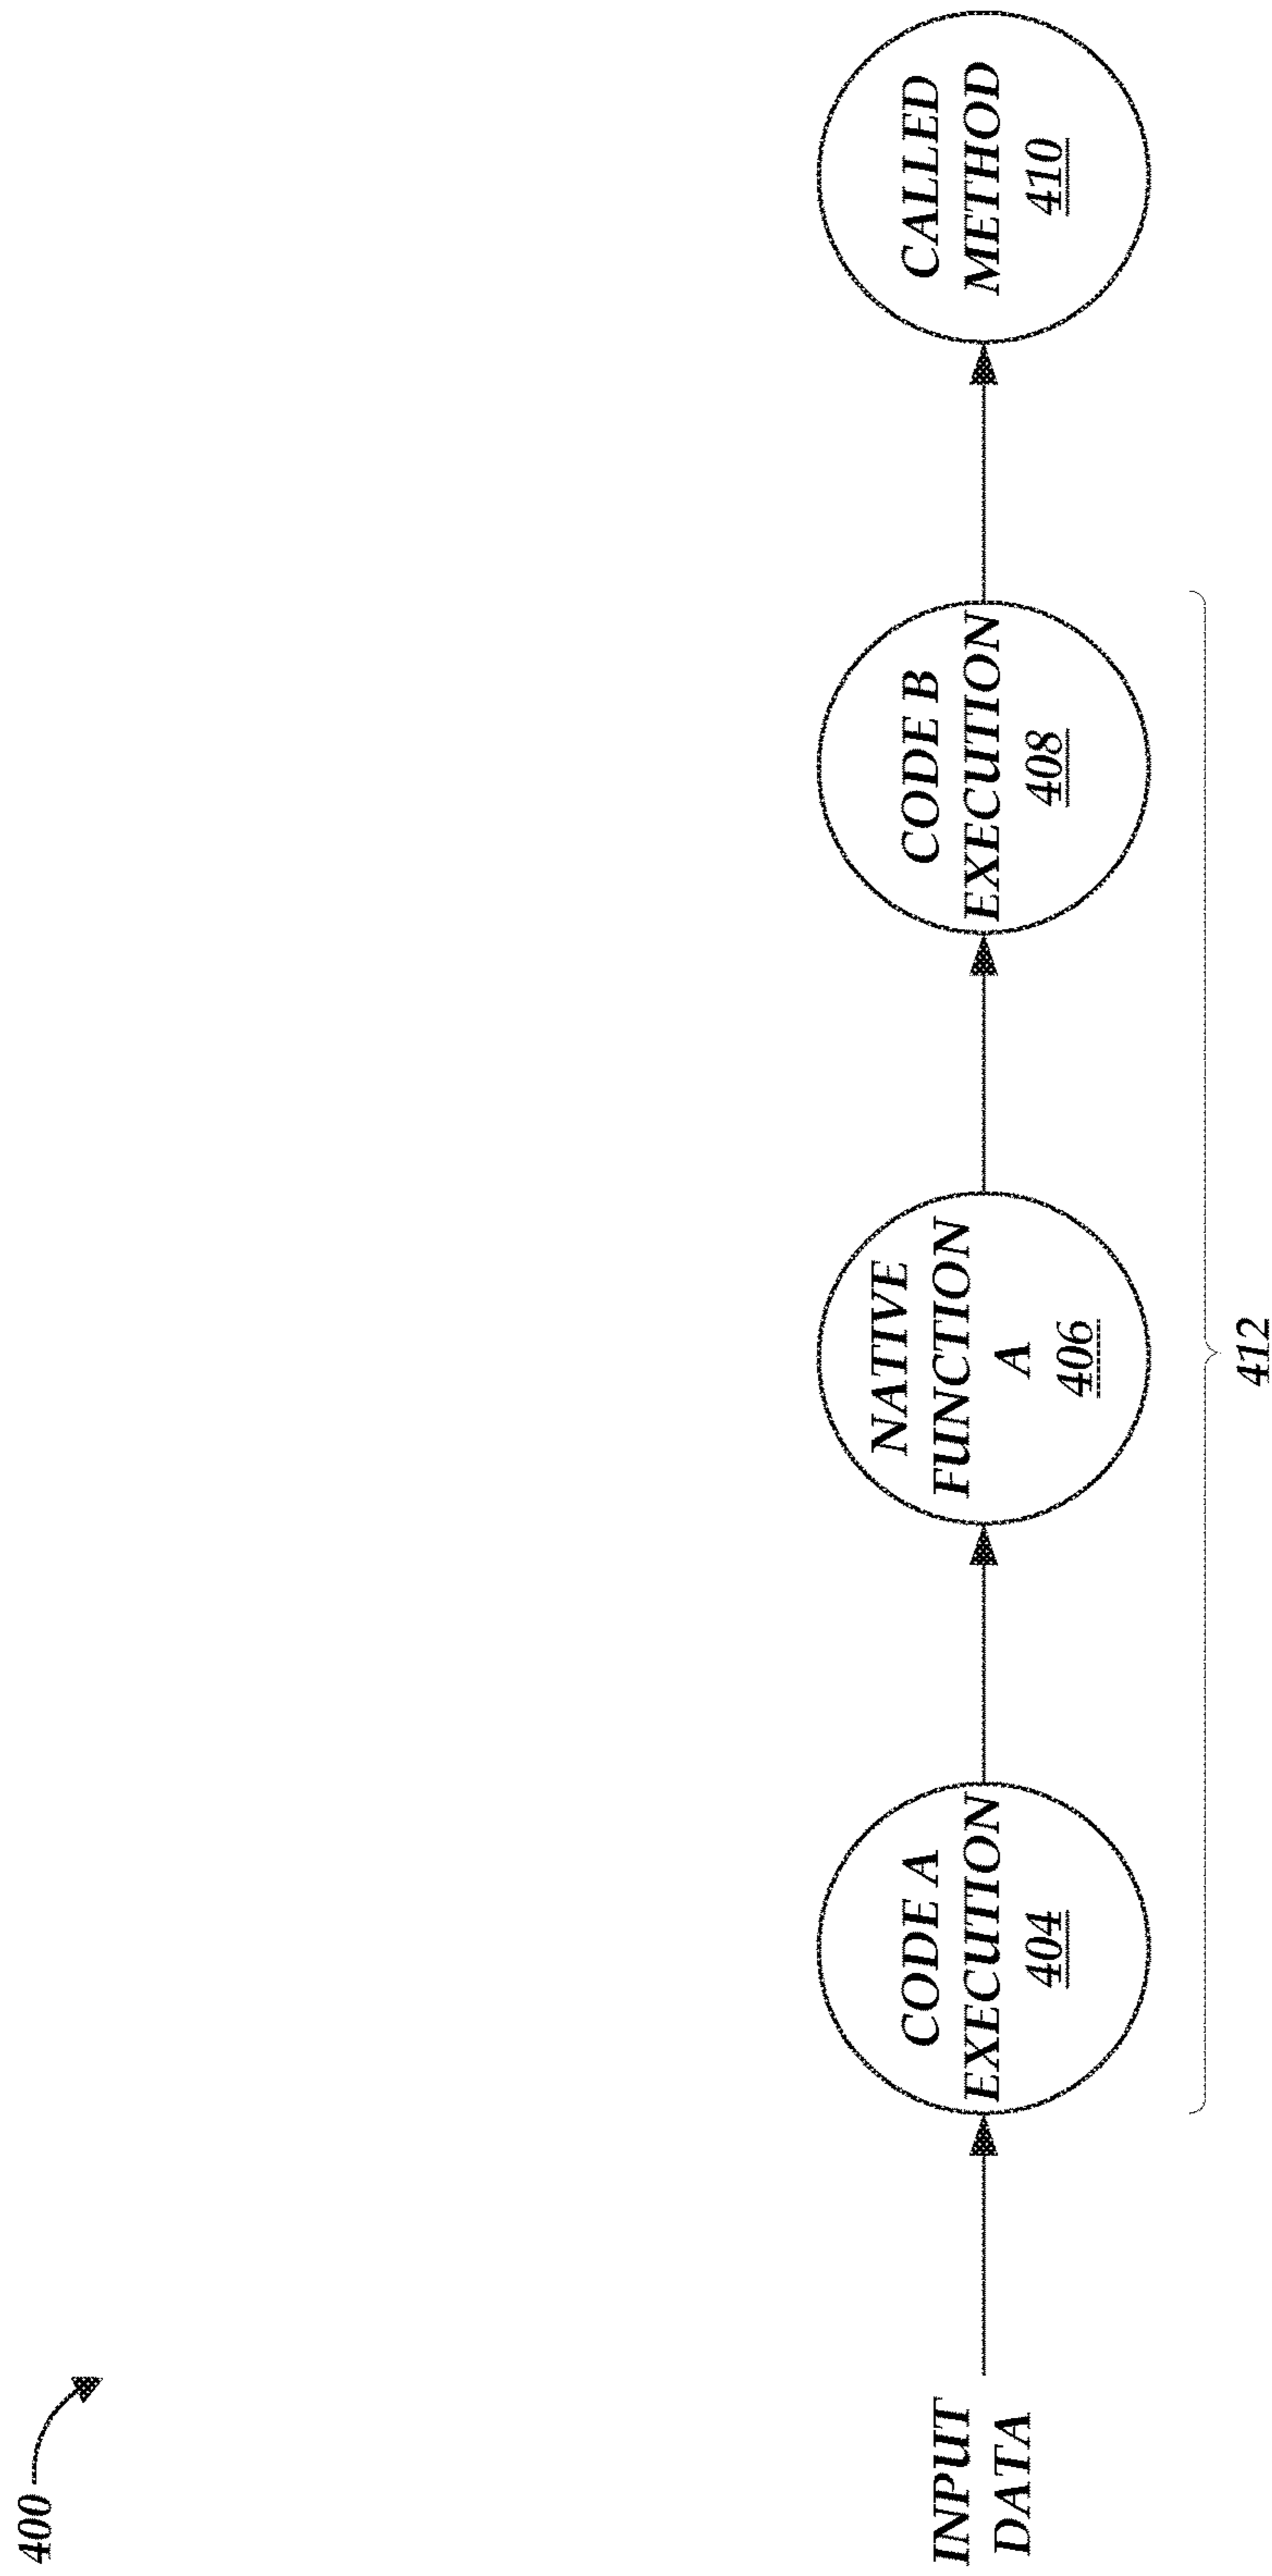 400
INPUT
DATA
CODE A
EXECUTION
404
NATIVE
FUNCTION
A
406
CODE B
EXECUTION
408
CALLED
METHOD
410
412